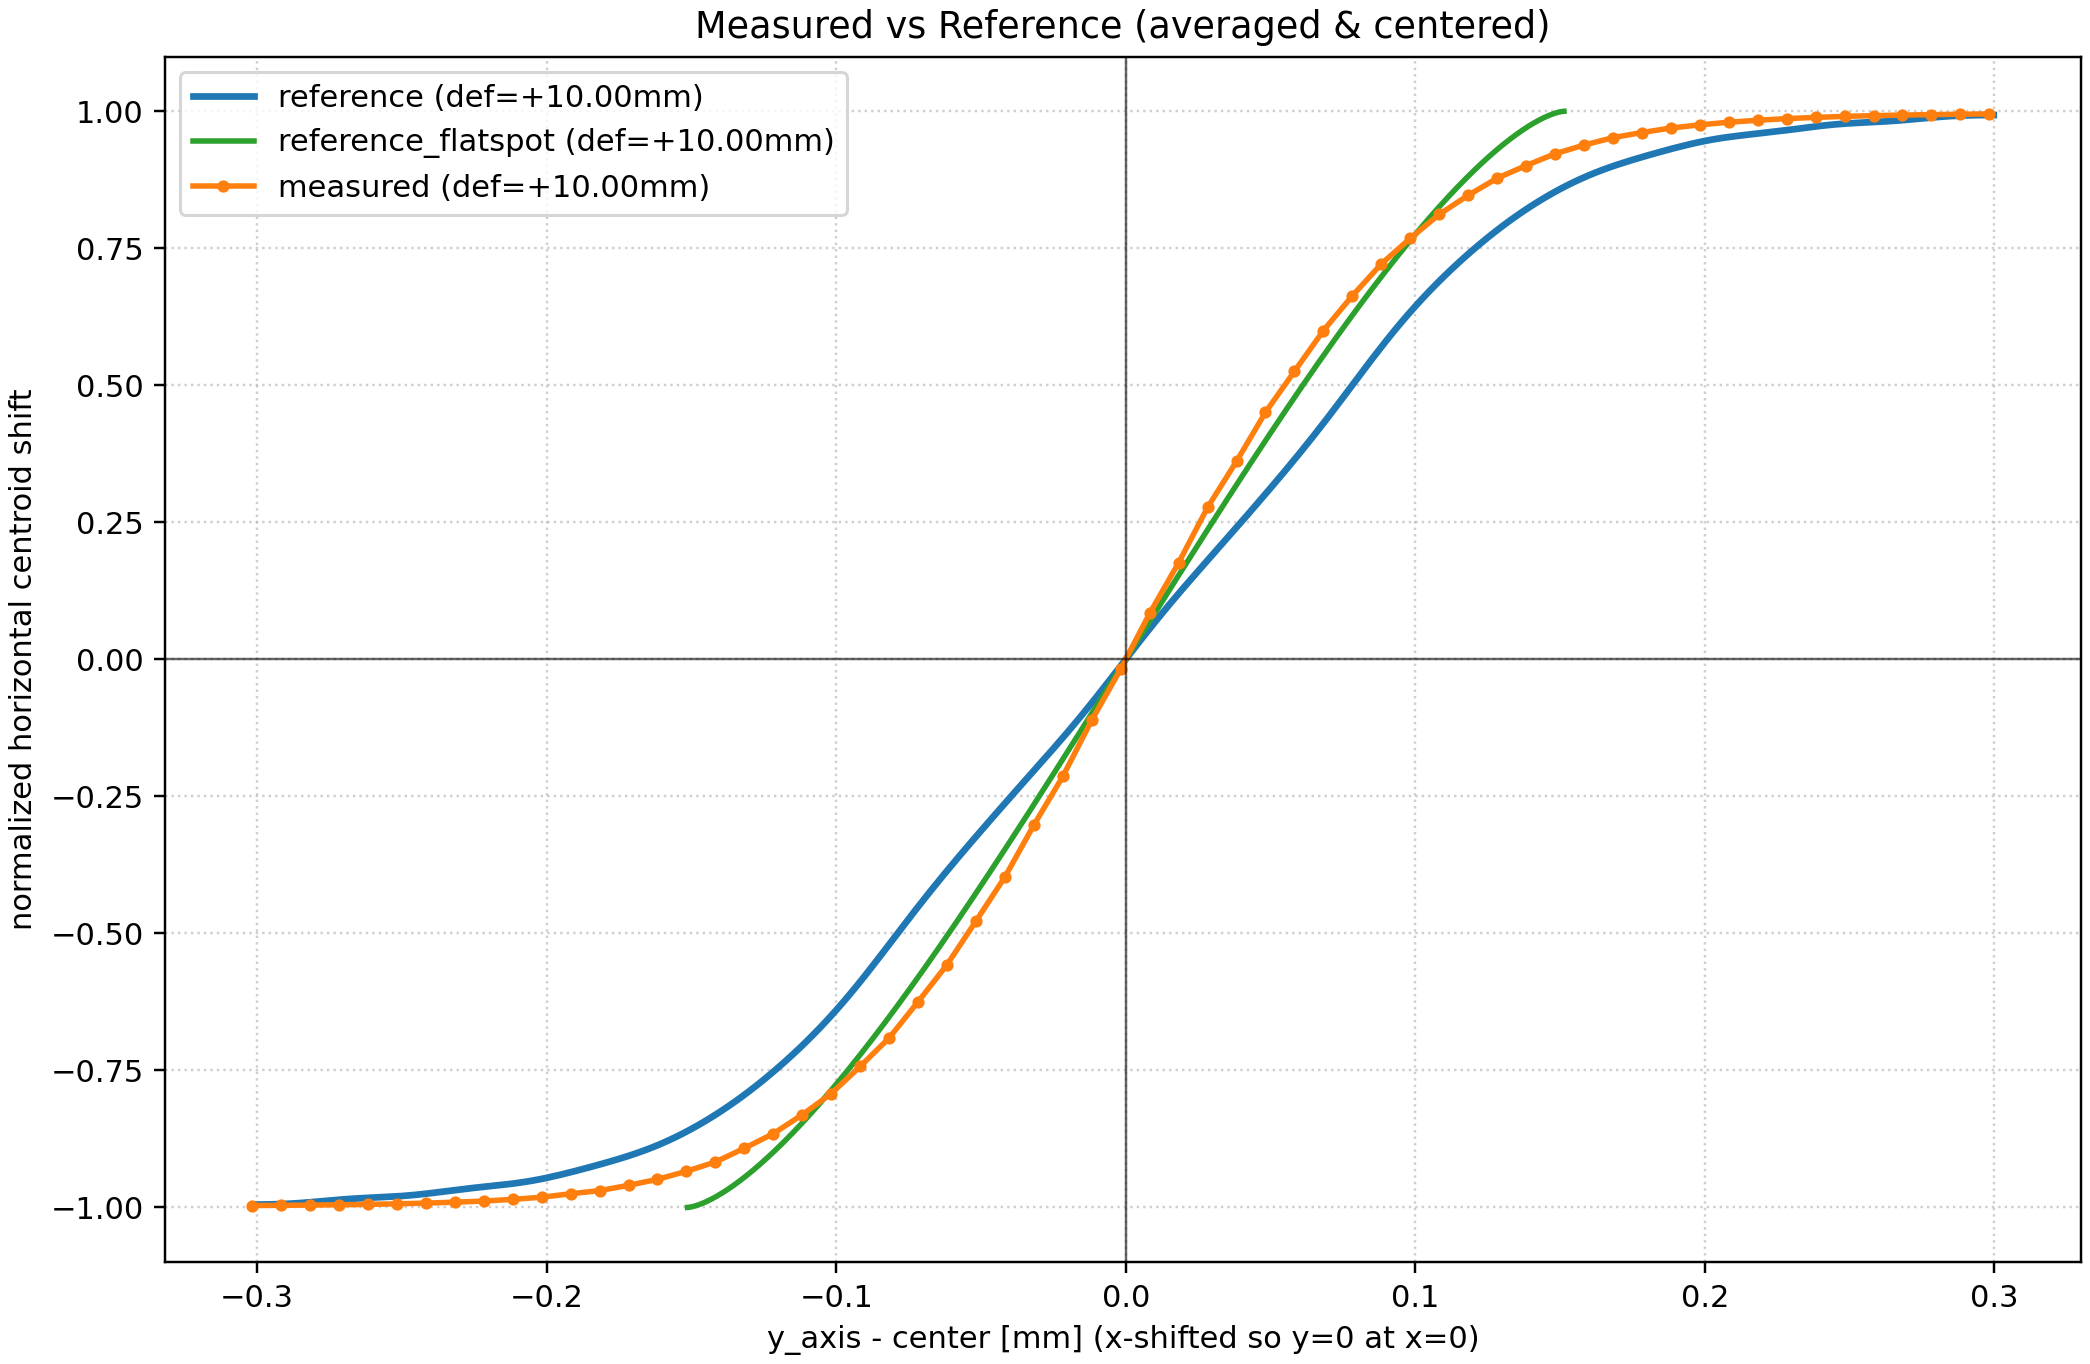 Measured vs Reference (averaged & centered)
reference (def=+10.00mm)
reference_flatspot (def=+10.00mm)
measured (def=+10.00mm)
normalized horizontal centroid shift
1.00
0.75
0.50
0.25
0.00
−0.25
−0.50
−0.75
−1.00
−0.3
−0.2
−0.1
0.0
0.1
0.2
0.3
y_axis - center [mm] (x-shifted so y=0 at x=0)